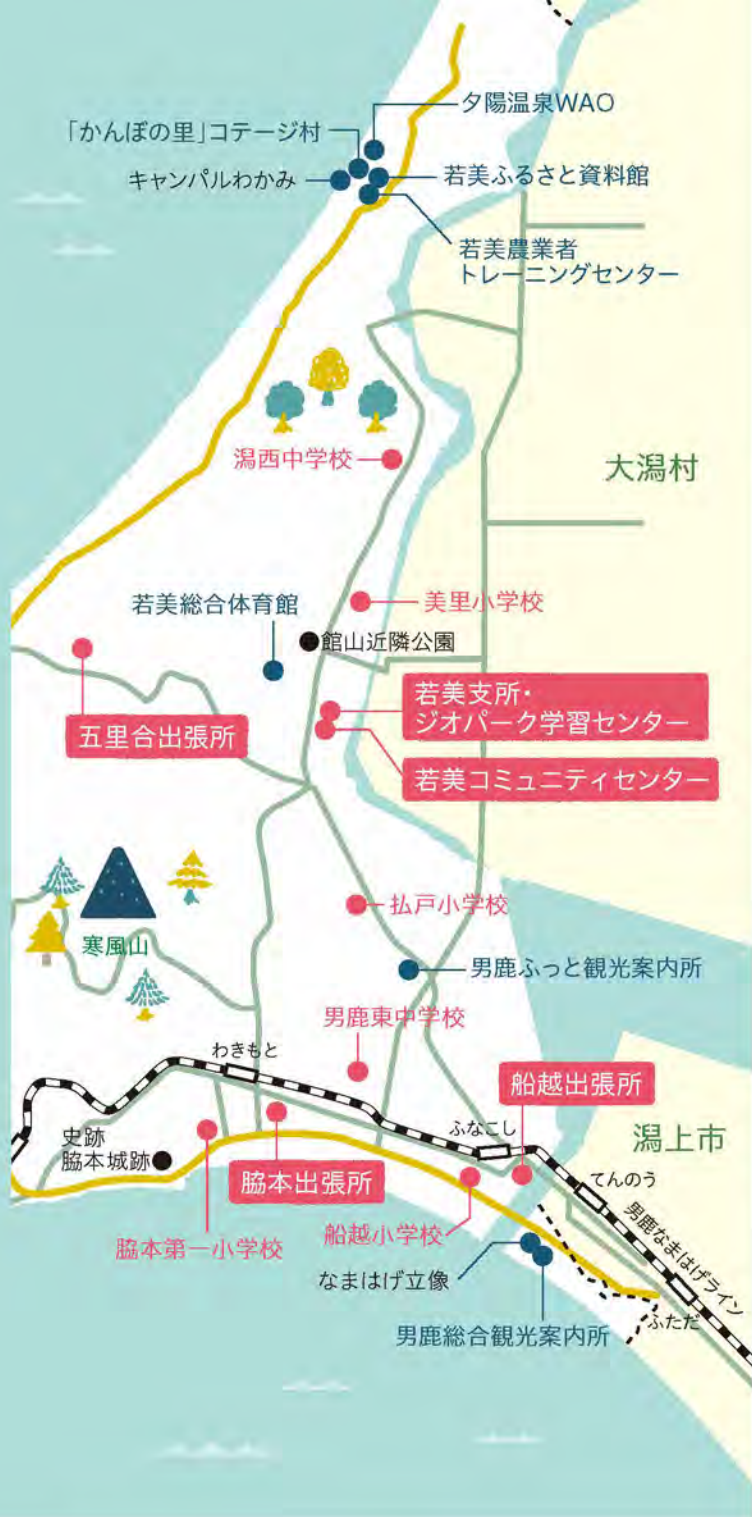 夕陽温泉WAO
「かんぽの里」コテージ村
キャンパルわかみ
若美ふるさと資料館
若美農業者
トレーニングセンター
潟西中学校
大潟村
若美総合体育館
美里小学校
館山近隣公園
五里合出張所
若美支所・
ジオパーク学習センター
若美コミュニティセンター
払戸小学校
寒風山
男鹿ふっと観光案内所
男鹿東中学校
わきもと
船越出張所
史跡
脇本城跡
ふなこし
潟上市
脇本出張所
てんのう
脇本第一小学校
船越小学校
男鹿なまはげライン
なまはげ立像
ふただ
男鹿総合観光案内所